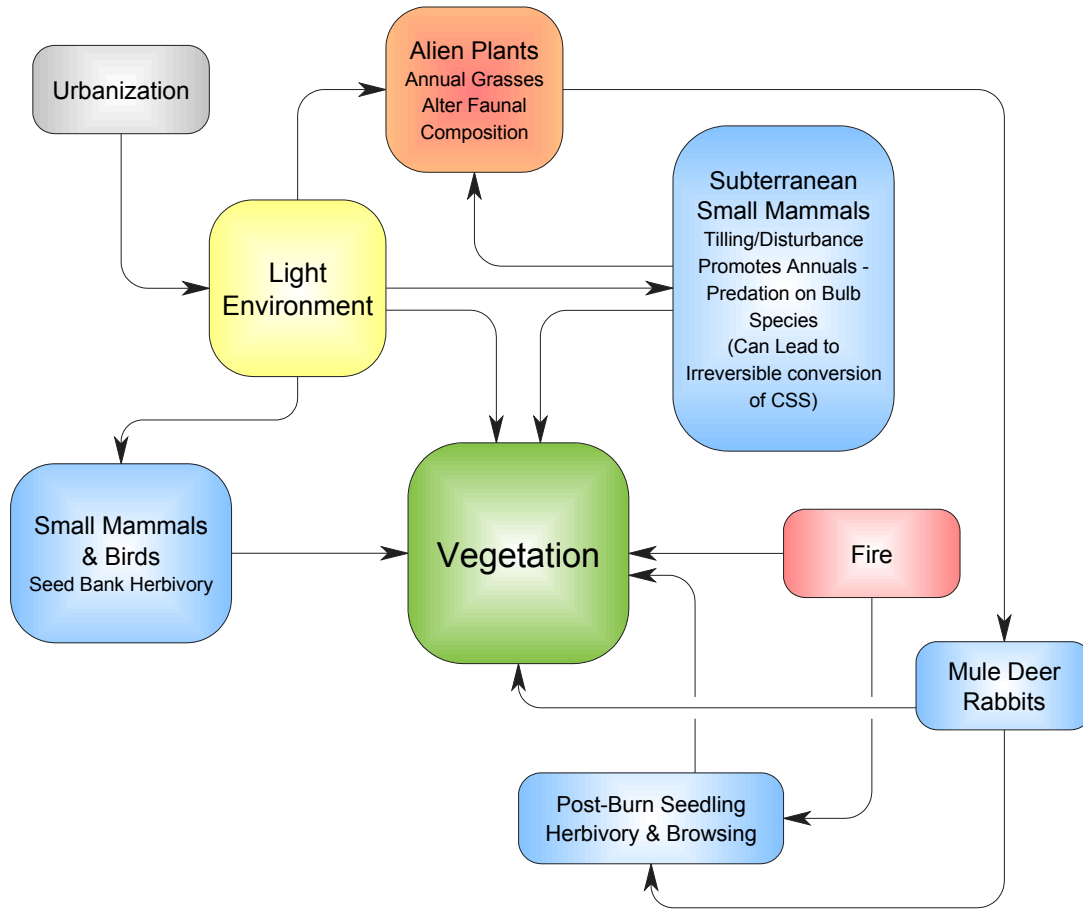 Urbanization
Alien Plants
Annual Grasses
Alter Faunal
Composition
Subterranean
Small Mammals
Tilling/Disturbance
Promotes Annuals -
Predation on Bulb
Species
(Can Lead to
Irreversible conversion
of CSS)
Light
Environment
Small Mammals
& Birds
Seed Bank Herbivory
Vegetation
Fire
Mule Deer
Rabbits
Post-Burn Seedling
Herbivory & Browsing